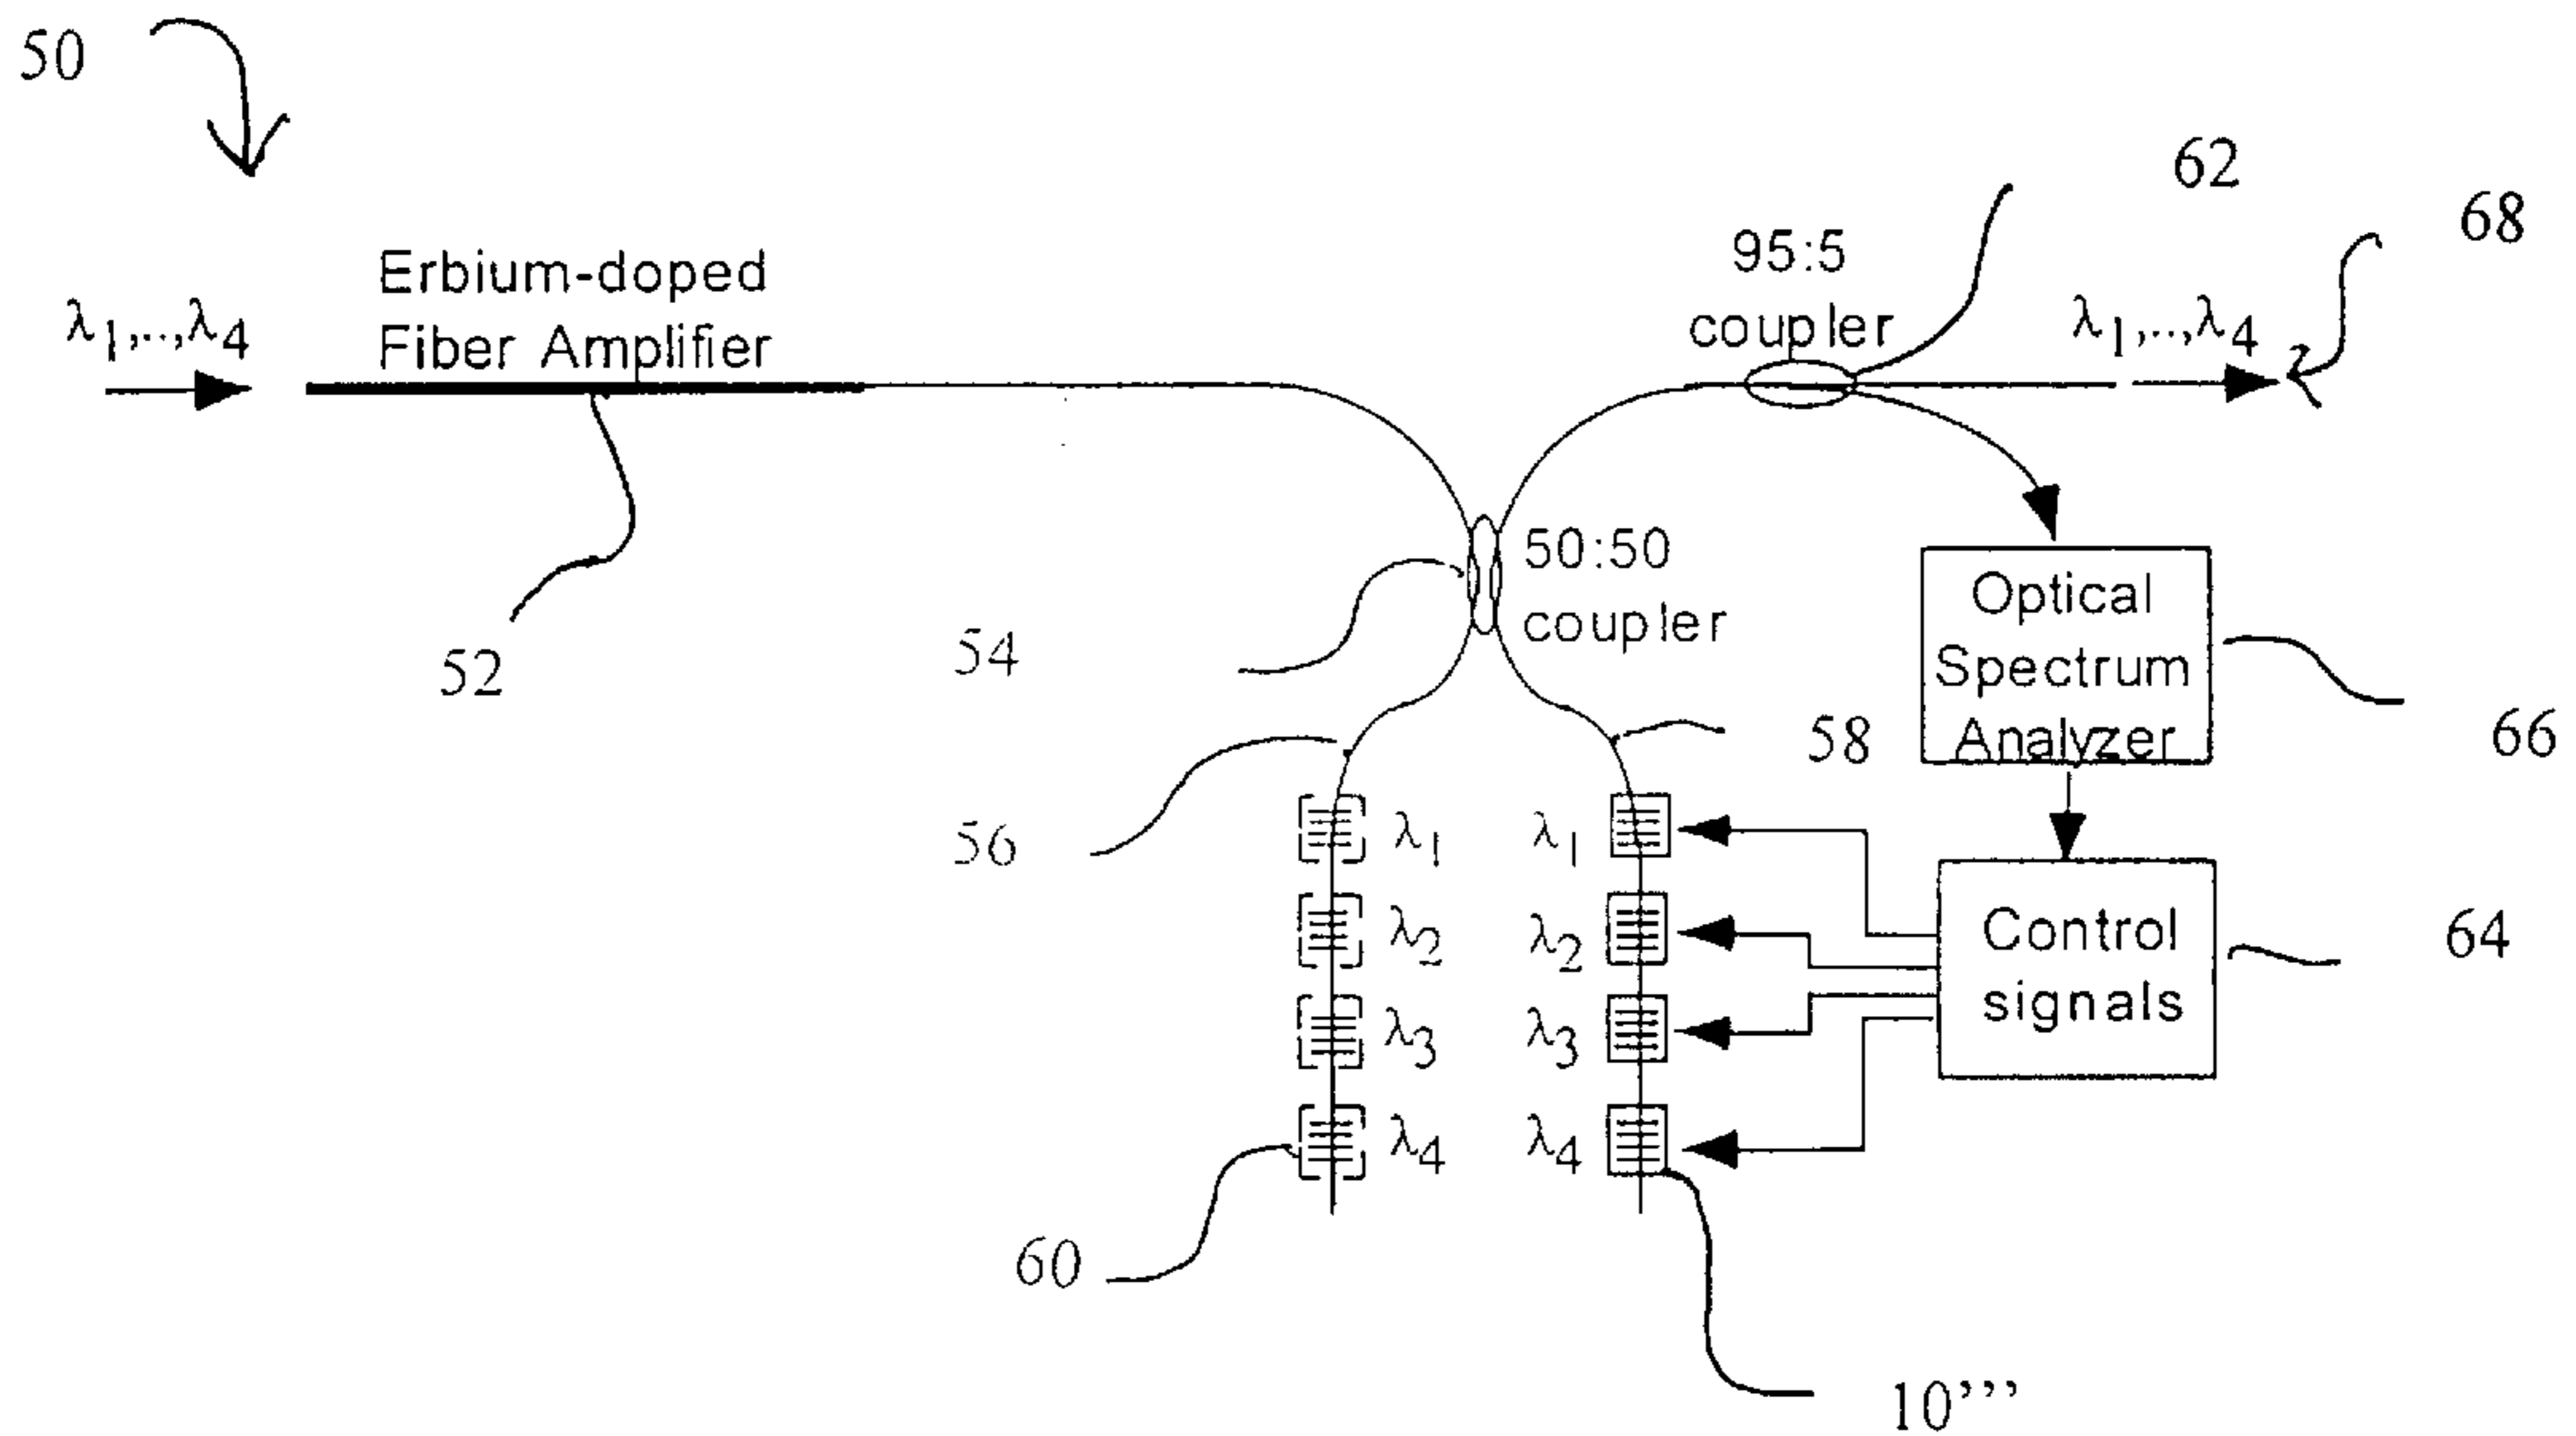 50
62
68
95:5
coupler
Erbium-doped
Fiber Amplifier
λ1,..,λ4
λ1,..,λ4
50:50
coupler
Optical
Spectrum
Analyzer
52
54
58
66
56
λ1
λ1
λ2
λ2
Control
signals
64
λ3
λ3
λ4
λ4
60
10’’’